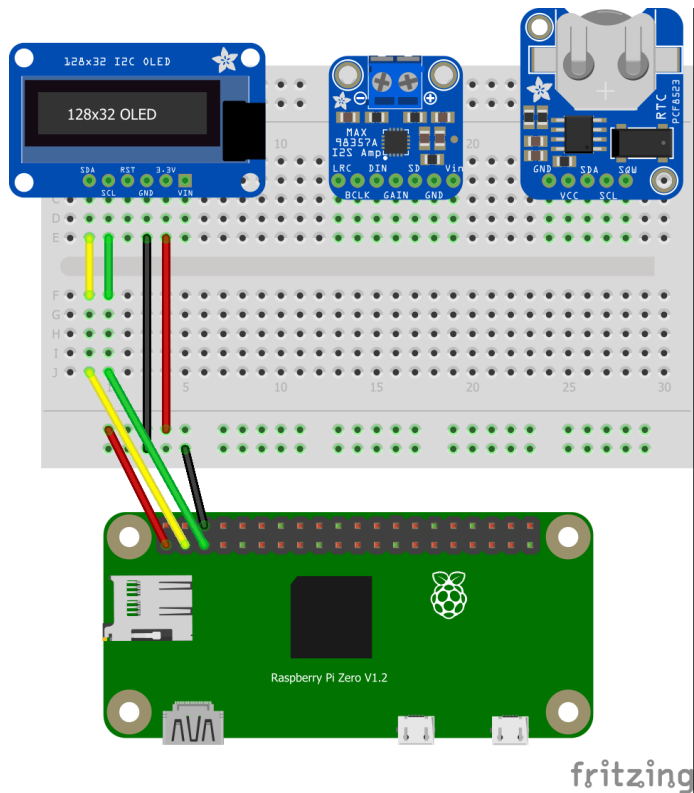 128x32 I2C OLED
128x32 OLED
SDA RST 3.3V
SCL GND VIN
MAX
98357A
I2S Amp
LRC DIN SD Vin
BCLK GAIN GND
RTC
PCF8523
GND SDA SQW
VCC SCL
10 20
C
D
E
F
G
H
I
J
1 5 10 15 20 25 30
Raspberry Pi Zero V1.2
fritzing